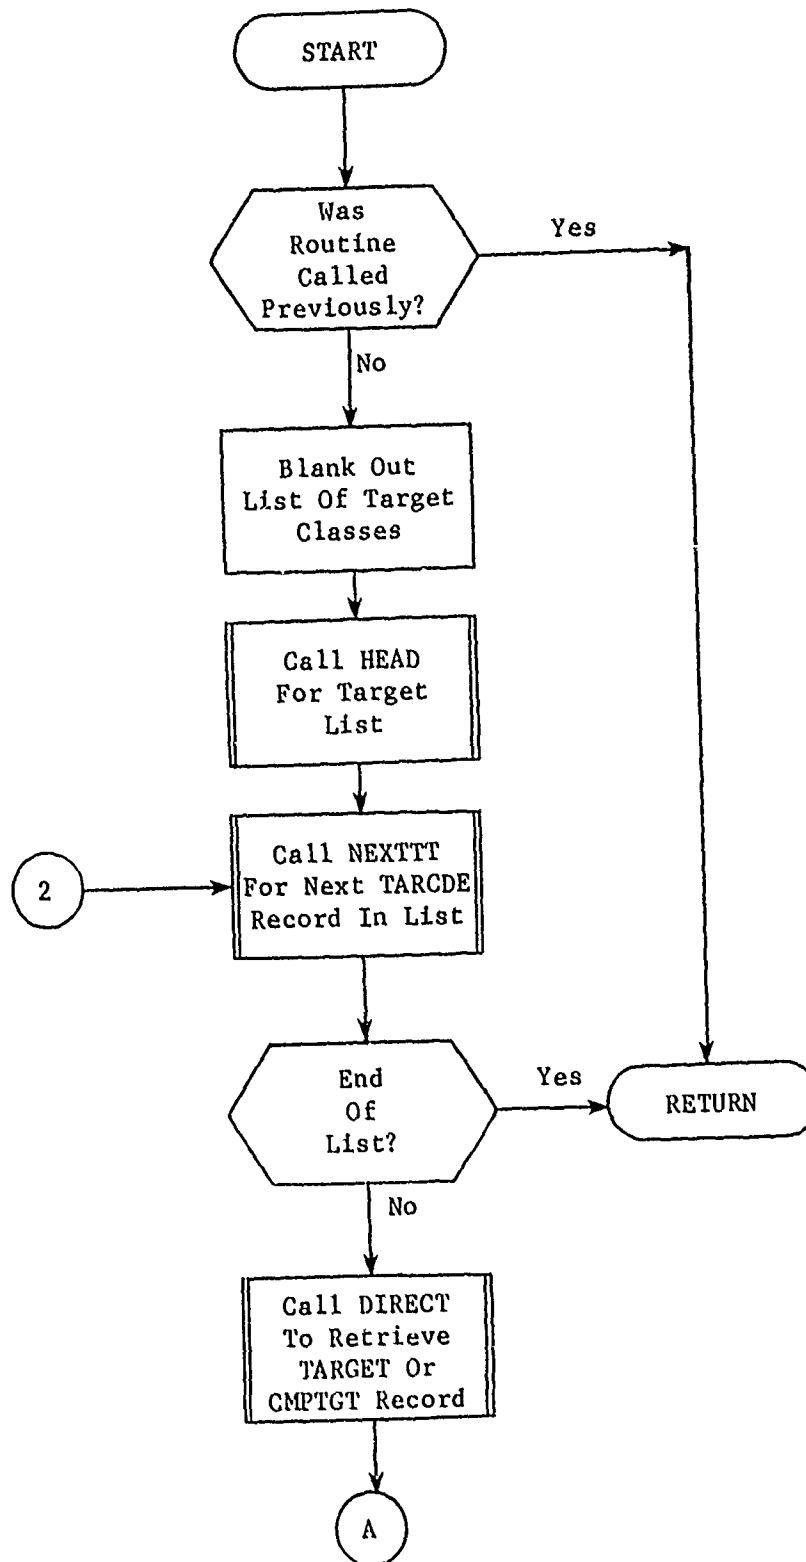 START
Was
Routine
Called
Previously?
Yes
No
Blank Out
List Of Target
Classes
Call HEAD
For Target
List
2
Call NEXTTT
For Next TARCDE
Record In List
End
Of
List?
Yes
RETURN
No
Call DIRECT
To Retrieve
TARGET Or
CMPTGT Record
A